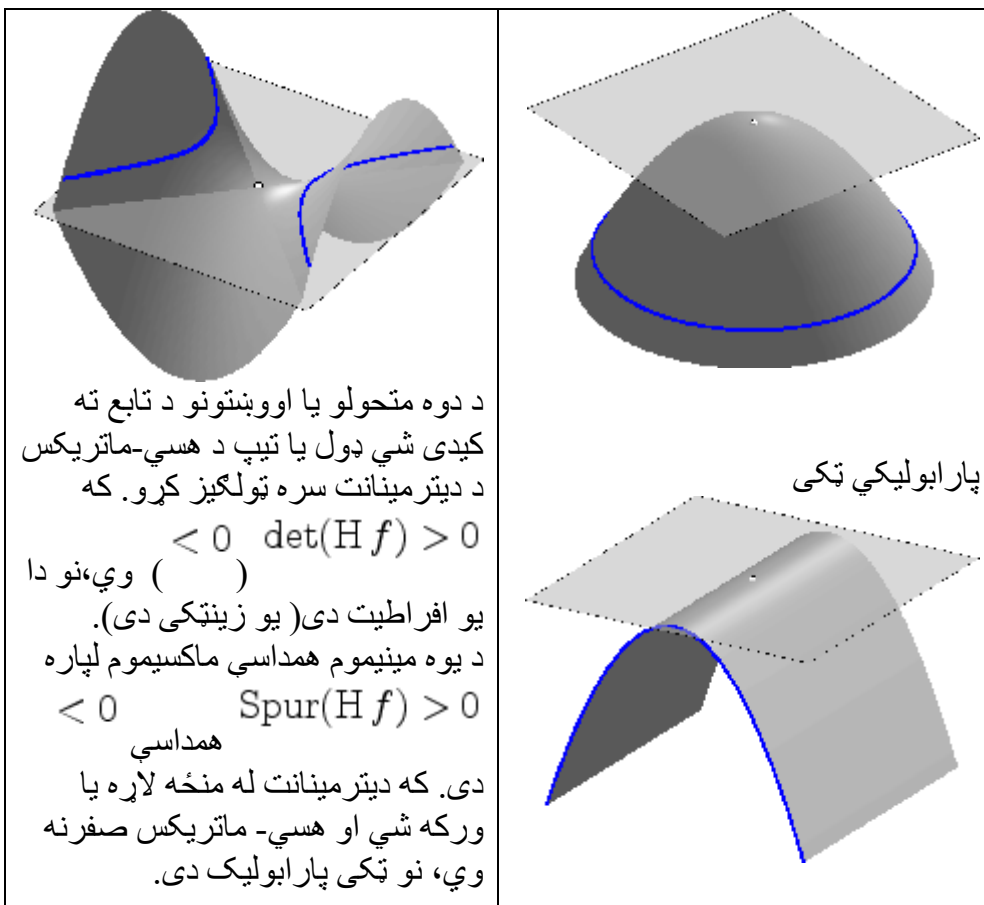 د دوه متحولو يا اووښتونو د تابع ته
کيدی شي ډول يا تيپ د هسي-ماتريکس
د ديترمينانت سره ټولګيز کړو. که
det(H f) > 0   < 0
(        ) وي،نو دا
يو افراطيت دی( يو زينټکی دی).
د يوه مينيموم همداسې ماکسيموم لپاره
Spur(H f) > 0   < 0
همداسې
دی. که ديترمينانت له منځه لاړه يا
ورکه شي او هسي- ماتريکس صفرنه
وي، نو ټکی پارابوليک دی.
پارابوليکي ټکی